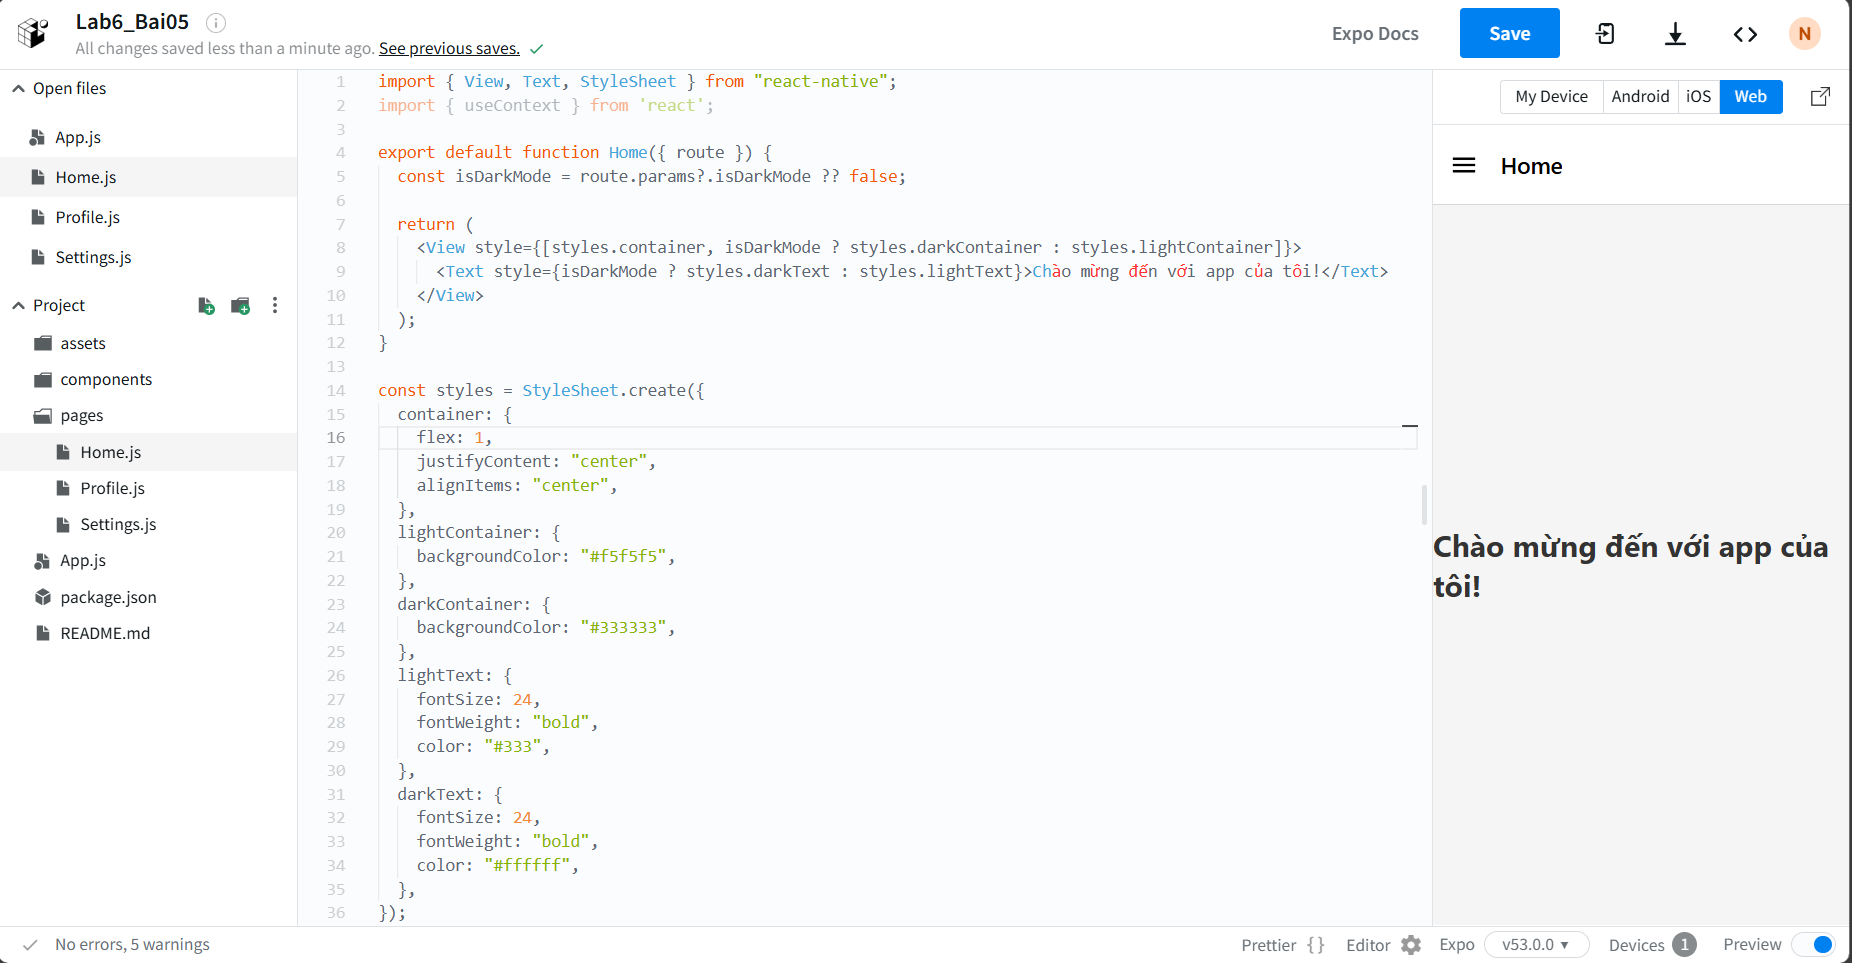 Lab6_Bai05
All changes saved less than a minute ago. See previous saves.
Expo Docs
Save
N
Open files
App.js
Home.js
Profile.js
Settings.js
Project
assets
components
pages
Home.js
Profile.js
Settings.js
App.js
package.json
README.md
1 import { View, Text, StyleSheet } from "react-native";
2 import { useContext } from 'react';
3
4 export default function Home({ route }) {
5   const isDarkMode = route.params?.isDarkMode ?? false;
6
7   return (
8     <View style={[styles.container, isDarkMode ? styles.darkContainer : styles.lightContainer]}>
9       <Text style={isDarkMode ? styles.darkText : styles.lightText}>Chào mừng đến với app của tôi!</Text>
10     </View>
11   );
12 }
13
14 const styles = StyleSheet.create({
15   container: {
16     flex: 1,
17     justifyContent: "center",
18     alignItems: "center",
19   },
20   lightContainer: {
21     backgroundColor: "#f5f5f5",
22   },
23   darkContainer: {
24     backgroundColor: "#333333",
25   },
26   lightText: {
27     fontSize: 24,
28     fontWeight: "bold",
29     color: "#333",
30   },
31   darkText: {
32     fontSize: 24,
33     fontWeight: "bold",
34     color: "#ffffff",
35   },
36 });
My Device Android iOS Web
Home
Chào mừng đến với app của
tôi!
No errors, 5 warnings
Prettier {} Editor Expo v53.0.0 Devices 1 Preview